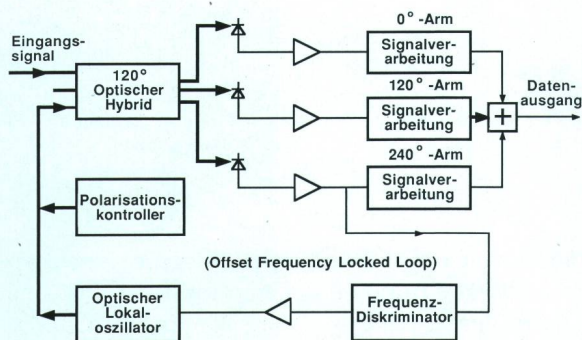 0° -Arm
Eingangs-
signal
120°
Optischer
Hybrid
Signalver-
arbeitung
120° -Arm
Signalver-
arbeitung
Daten-
ausgang
+
240° -Arm
Signalver-
arbeitung
Polarisations-
kontroller
(Offset Frequency Locked Loop)
Optischer
Lokal-
oszillator
Frequenz-
Diskriminator